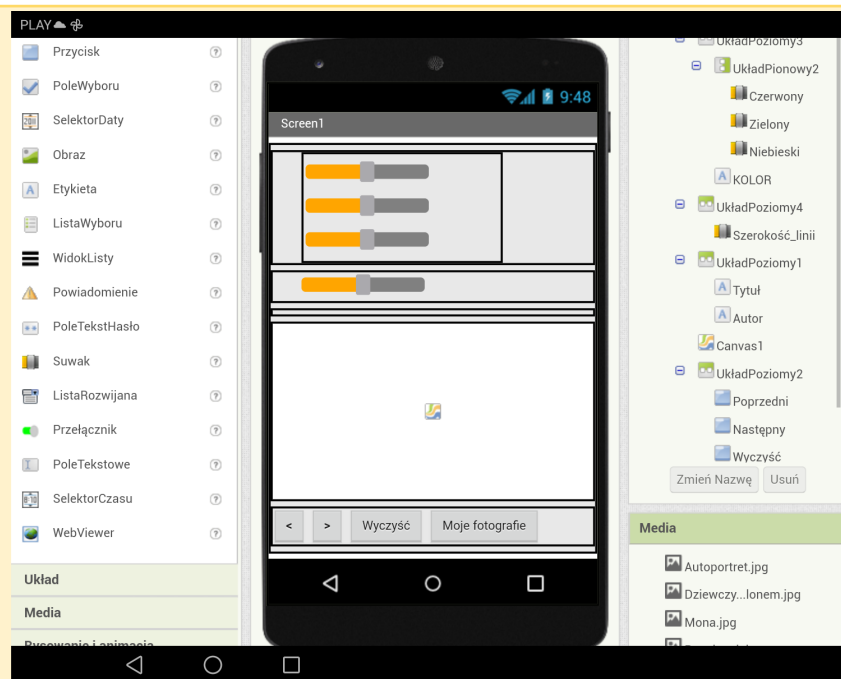 PLAY
Przycisk
PoleWyboru
SelektorDaty
Obraz
Etykieta
ListaWyboru
WidokListy
Powiadomienie
PoleTekstHasło
Suwak
ListaRozwijana
Przełącznik
PoleTekstowe
SelektorCzasu
WebViewer
Układ
Media
Rysowanie i animacja
9:48
Screen1
<
>
Wyczyść
Moje fotografie
UkładPoziomy3
UkładPionowy2
Czerwony
Zielony
Niebieski
KOLOR
UkładPoziomy4
Szerokość_linii
UkładPoziomy1
Tytuł
Autor
Canvas1
UkładPoziomy2
Poprzedni
Następny
Wyczyść
Zmień Nazwę
Usuń
Media
Autoportret.jpg
Dziewczy...lonem.jpg
Mona.jpg